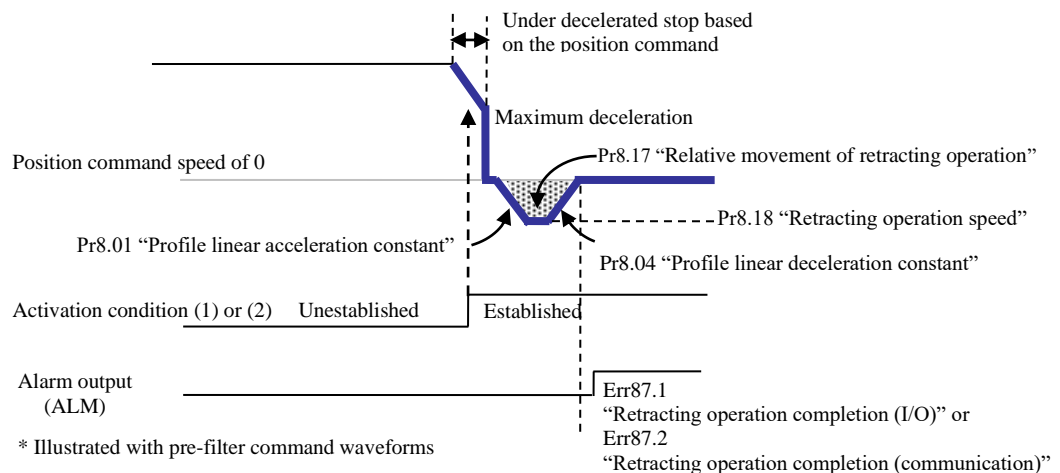 Under decelerated stop based
on the position command
Maximum deceleration
Position command speed of 0
Pr8.17 “Relative movement of retracting operation”
Pr8.18 “Retracting operation speed”
Pr8.01 “Profile linear acceleration constant”
Pr8.04 “Profile linear deceleration constant”
Activation condition (1) or (2) Unestablished Established
Alarm output
(ALM)
Err87.1
“Retracting operation completion (I/O)” or
Err87.2
“Retracting operation completion (communication)”
* Illustrated with pre-filter command waveforms